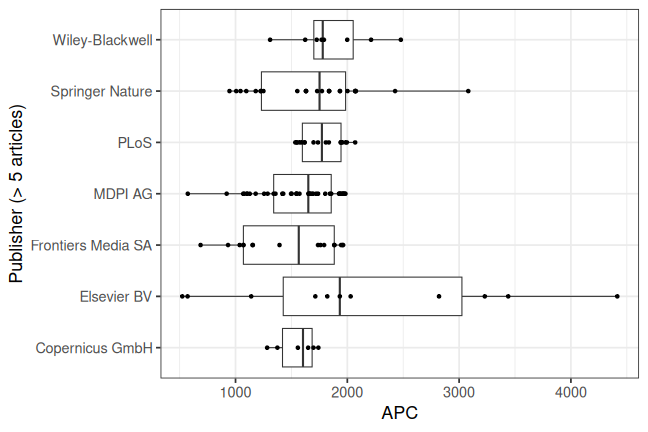 Publisher (> 5 articles)
Wiley-Blackwell
Springer Nature
PLoS
MDPI AG
Frontiers Media SA
Elsevier BV
Copernicus GmbH
1000 2000 3000 4000
APC